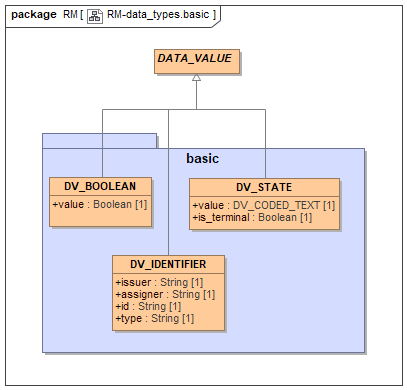 package RM [ RM-data_types.basic ]
DATA_VALUE
basic
DV_BOOLEAN
+value : Boolean [1]
DV_STATE
+value : DV_CODED_TEXT [1]
+is_terminal : Boolean [1]
DV_IDENTIFIER
+issuer : String [1]
+assigner : String [1]
+id : String [1]
+type : String [1]